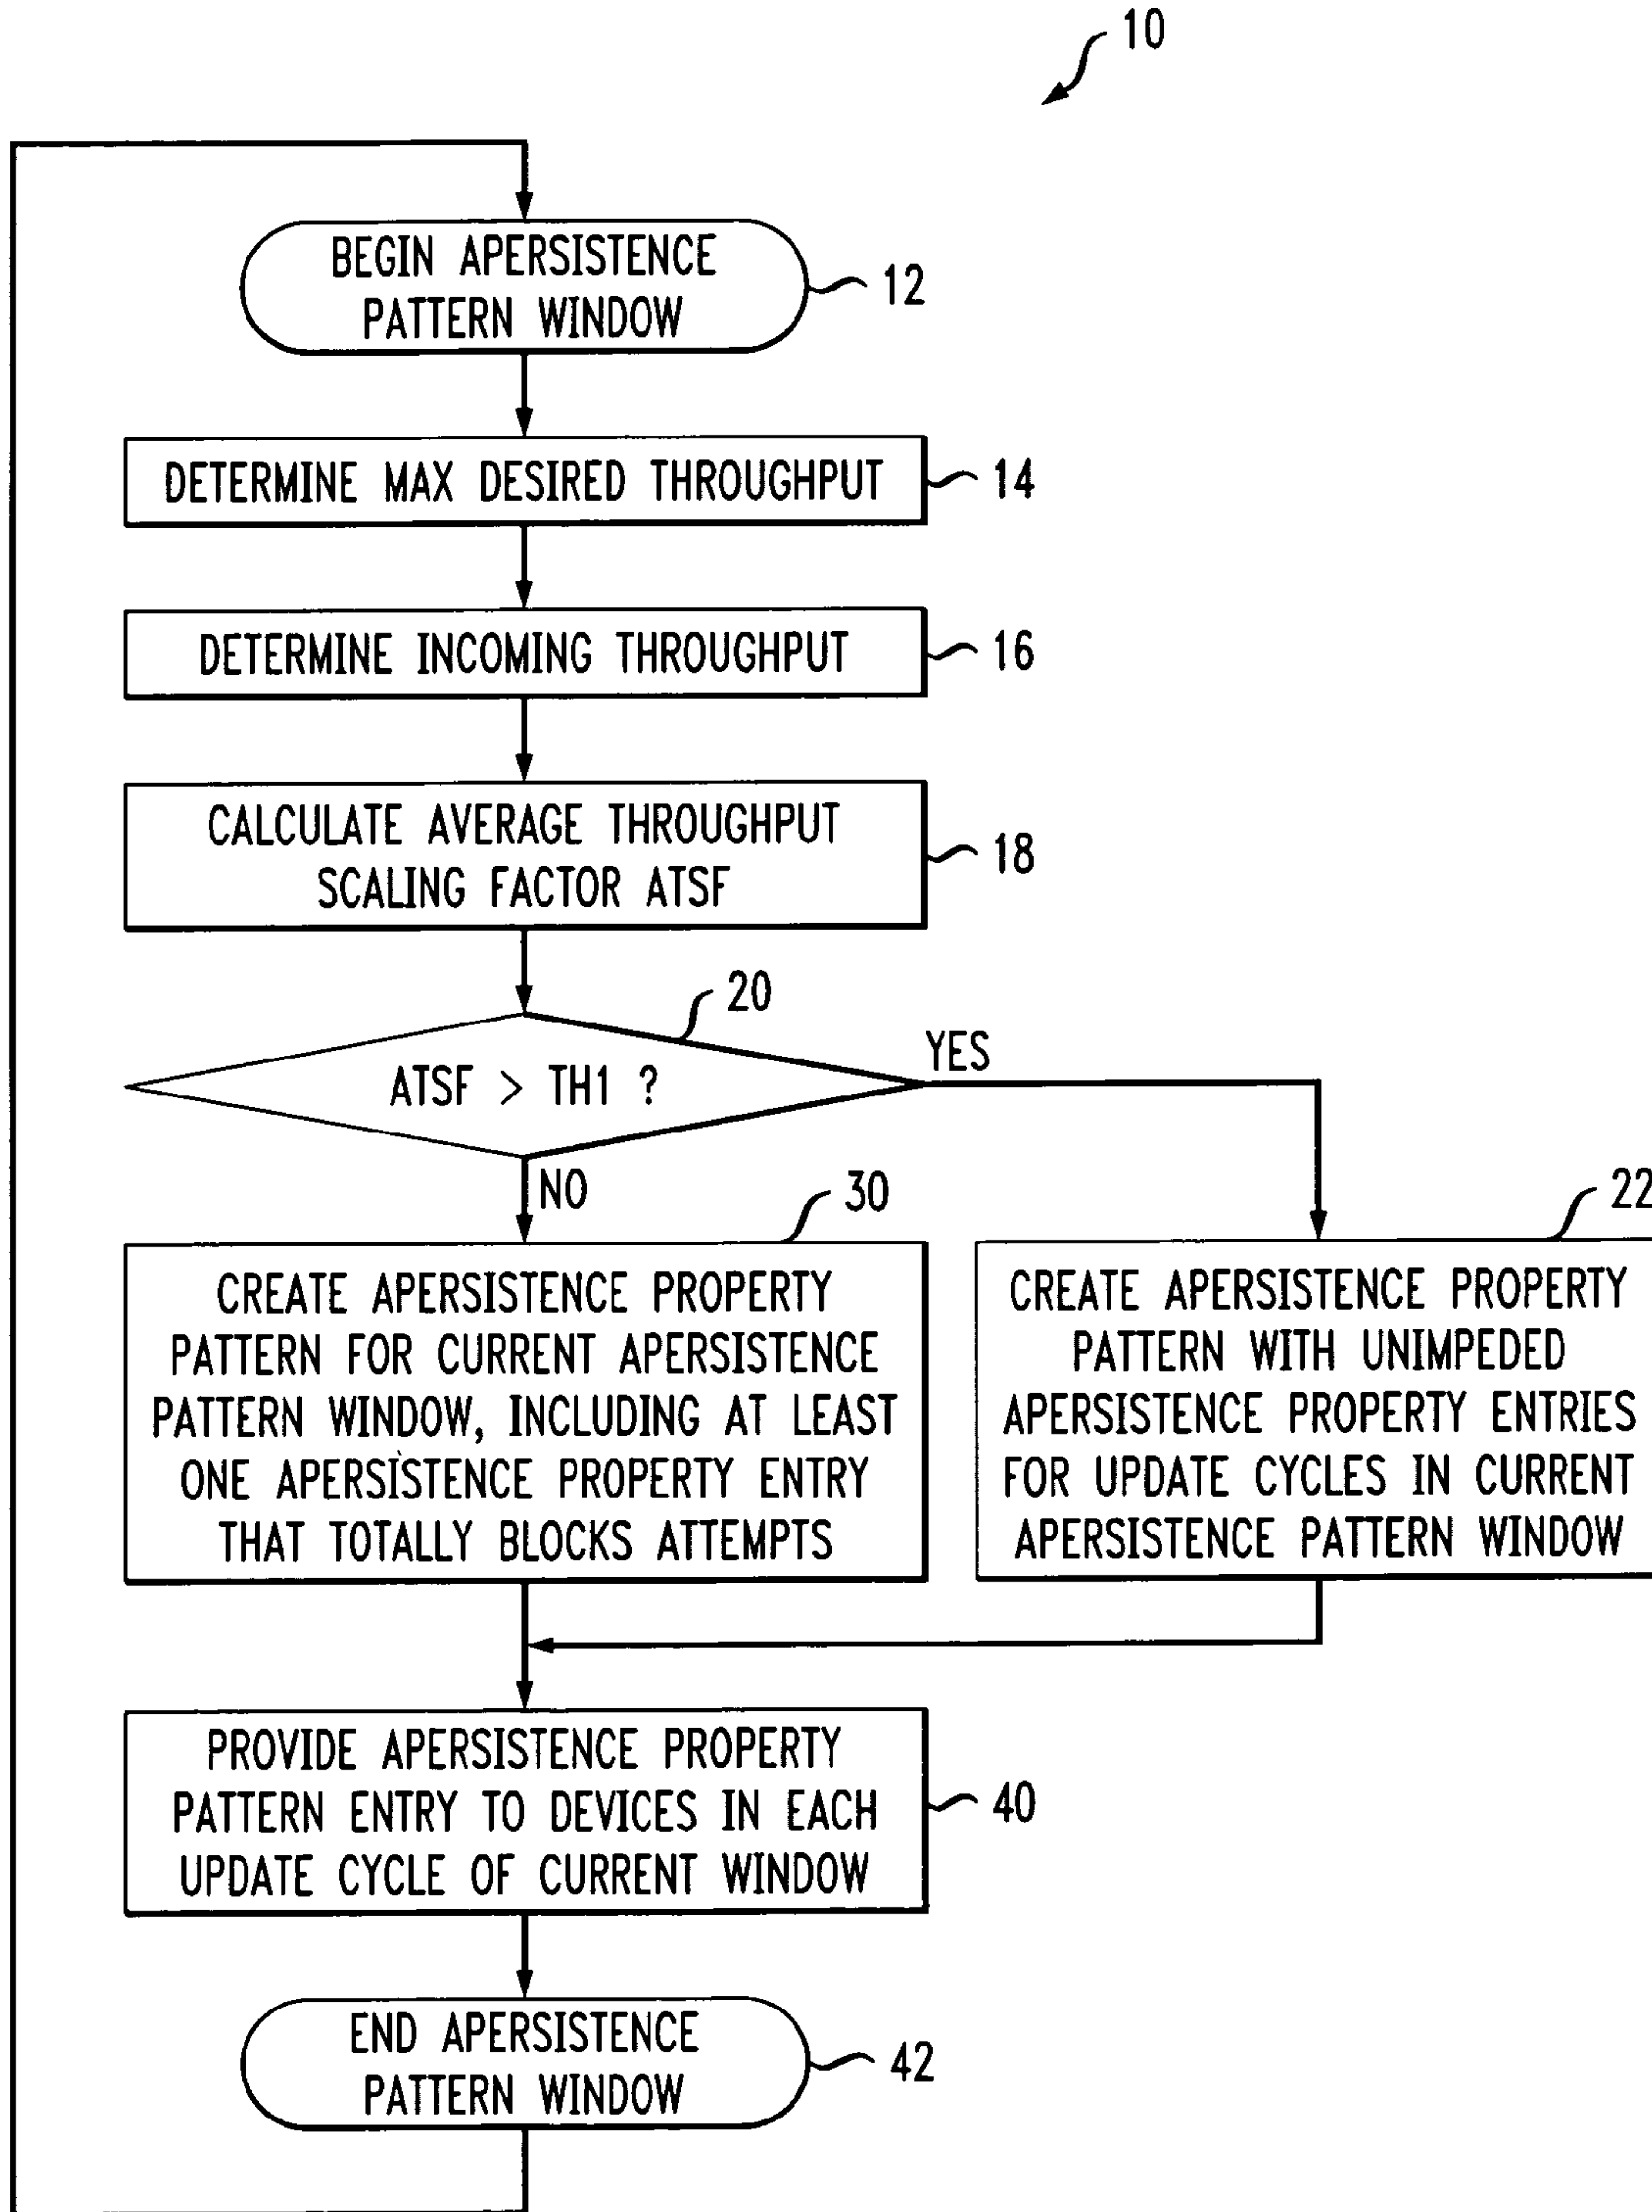 10
BEGIN APERSISTENCE
PATTERN WINDOW
12
DETERMINE MAX DESIRED THROUGHPUT
14
DETERMINE INCOMING THROUGHPUT
16
CALCULATE AVERAGE THROUGHPUT
SCALING FACTOR ATSF
18
20
ATSF > TH1 ?
YES
NO
30
CREATE APERSISTENCE PROPERTY
PATTERN FOR CURRENT APERSISTENCE
PATTERN WINDOW, INCLUDING AT LEAST
ONE APERSISTENCE PROPERTY ENTRY
THAT TOTALLY BLOCKS ATTEMPTS
22
CREATE APERSISTENCE PROPERTY
PATTERN WITH UNIMPEDED
APERSISTENCE PROPERTY ENTRIES
FOR UPDATE CYCLES IN CURRENT
APERSISTENCE PATTERN WINDOW
PROVIDE APERSISTENCE PROPERTY
PATTERN ENTRY TO DEVICES IN EACH
UPDATE CYCLE OF CURRENT WINDOW
40
END APERSISTENCE
PATTERN WINDOW
42